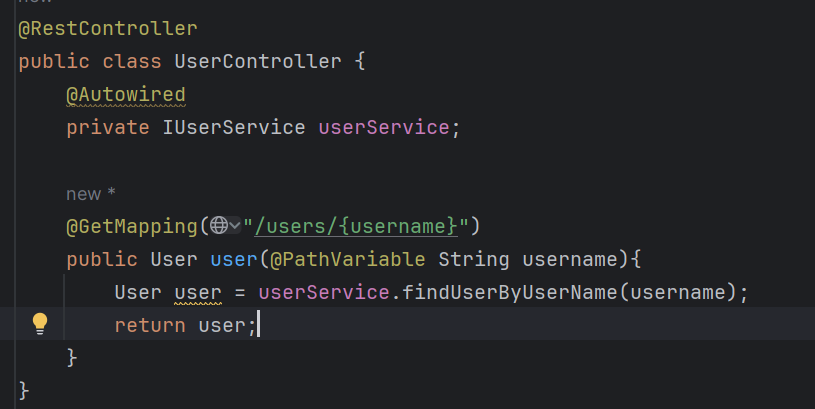 new *
@RestController
public class UserController {
    @Autowired
    private IUserService userService;

    new *
    @GetMapping("/users/{username}")
    public User user(@PathVariable String username){
        User user = userService.findUserByUserName(username);
        return user;
    }
}